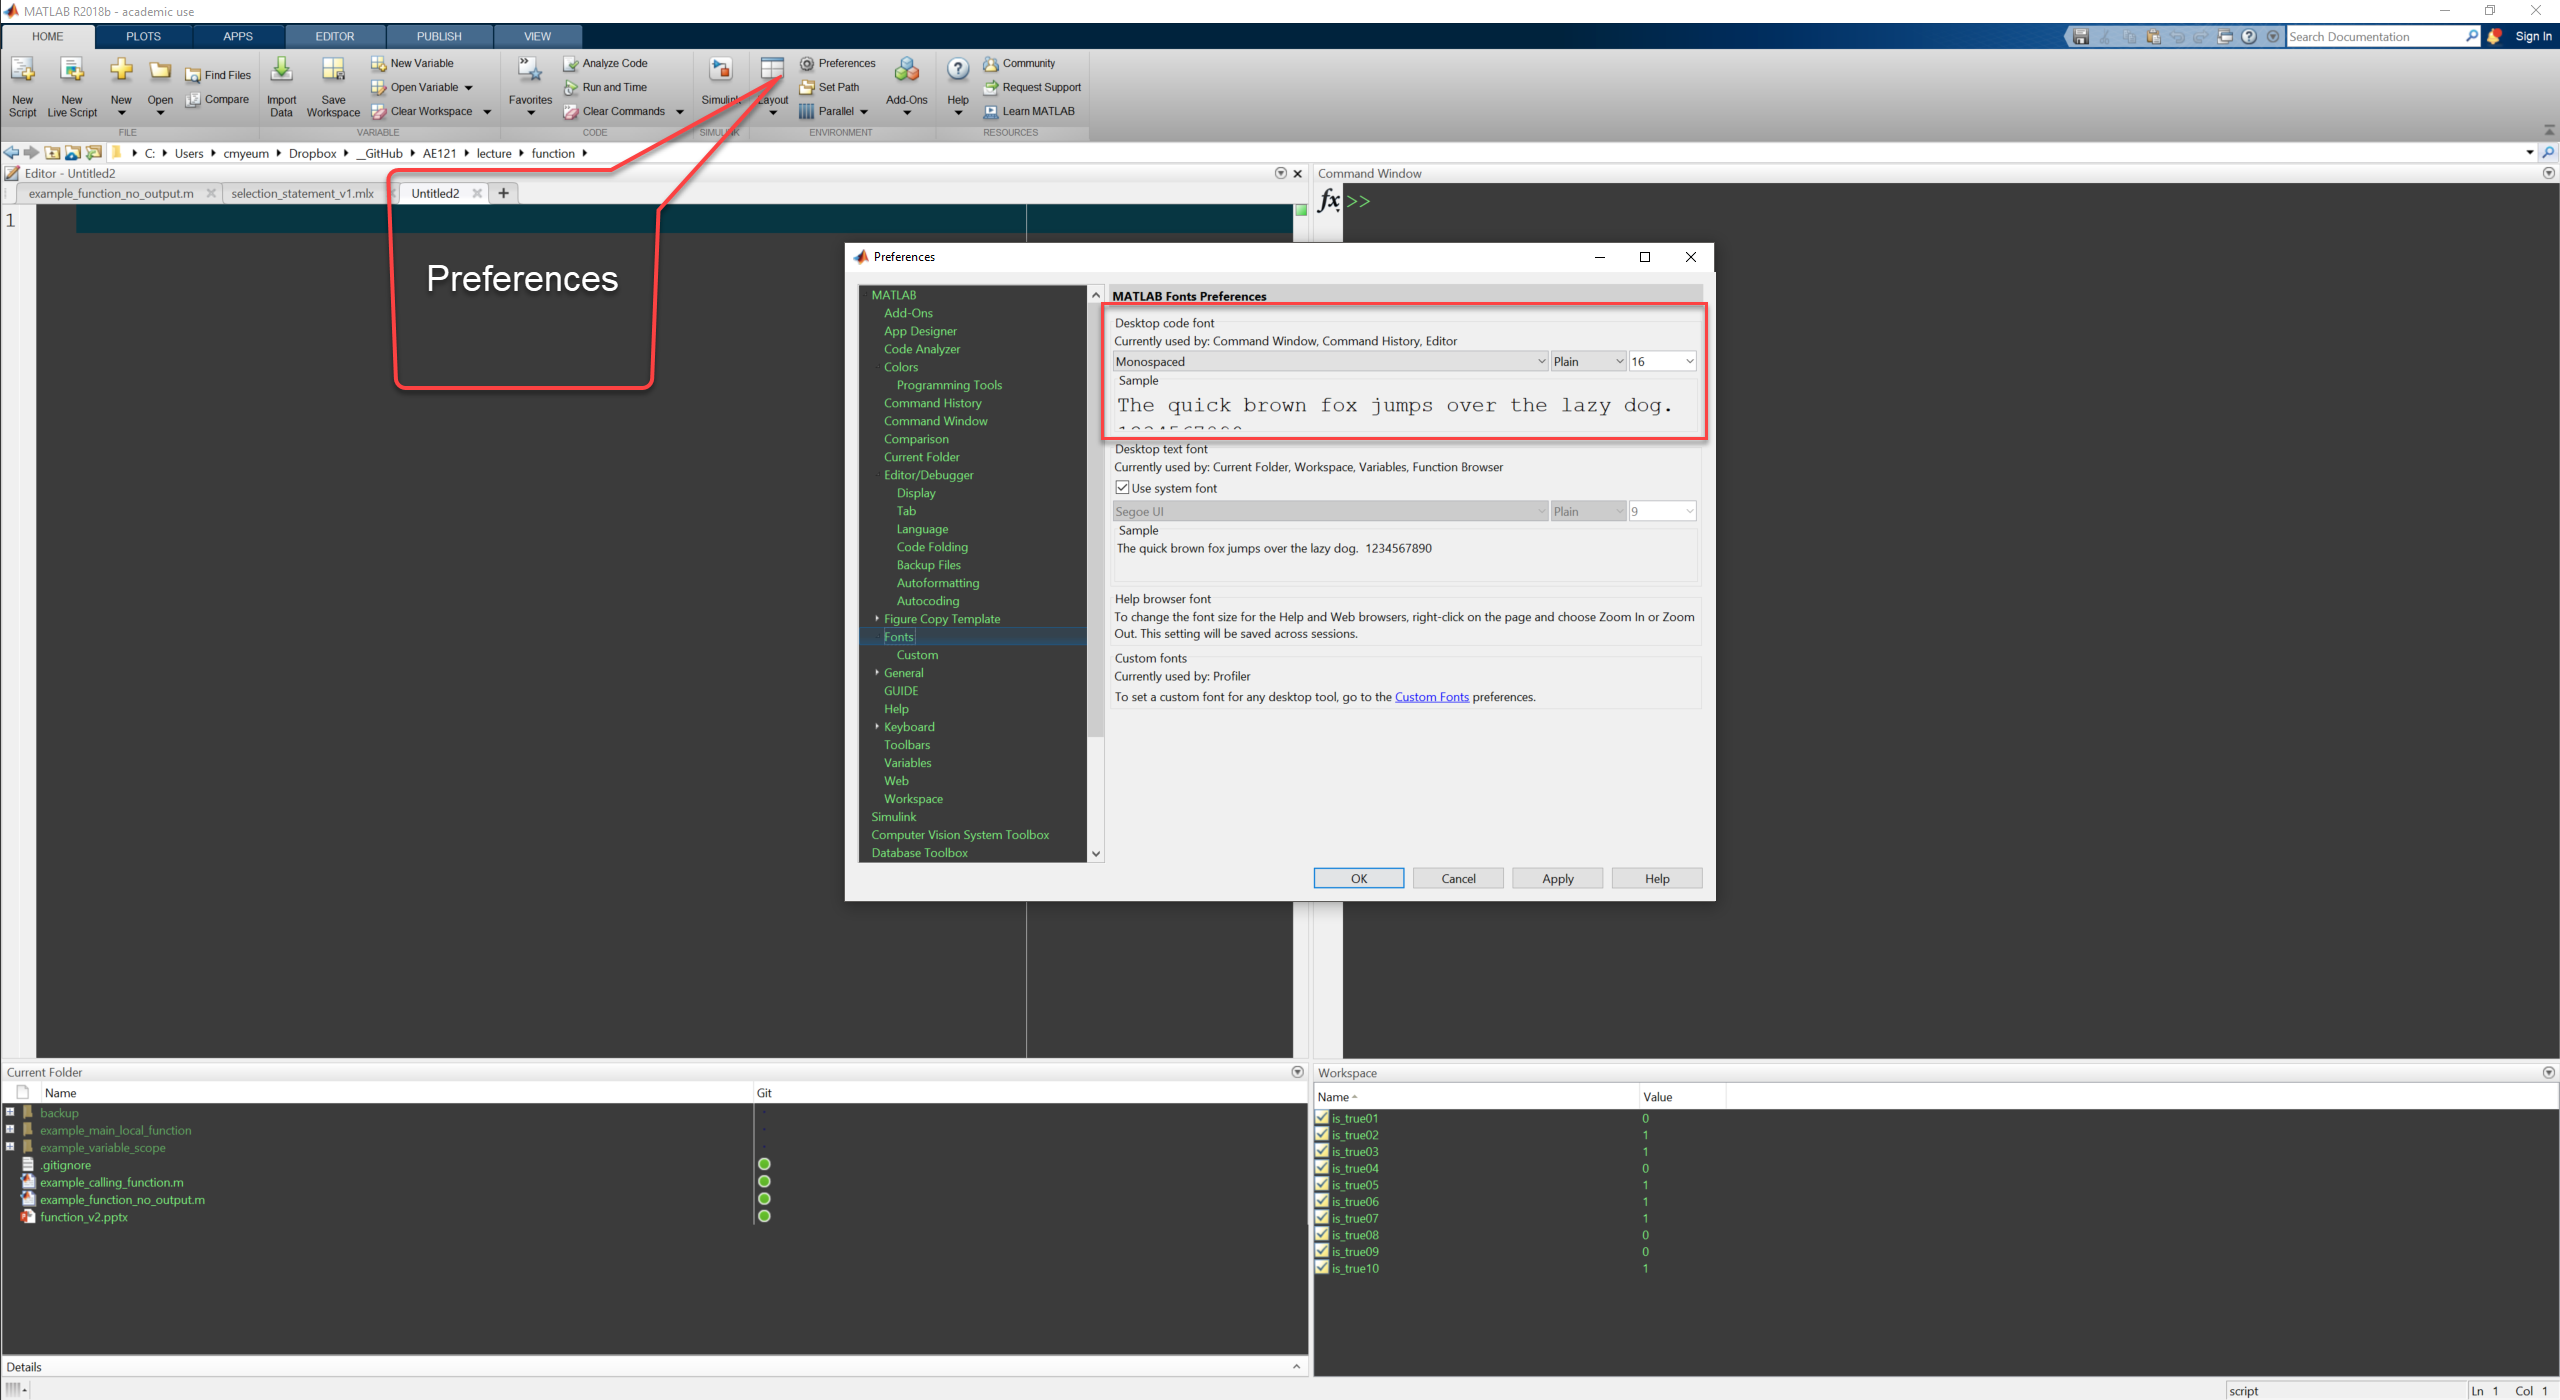 MATLAB R2018b - academic use
HOME PLOTS APPS EDITOR PUBLISH VIEW
Search Documentation
Sign In
New Script
New Live Script
New
Open
Find Files
Compare
Import Data
Save Workspace
New Variable
Open Variable
Clear Workspace
Favorites
Analyze Code
Run and Time
Clear Commands
Simulink
Layout
Preferences
Set Path
Parallel
Add-Ons
Help
Community
Request Support
Learn MATLAB
FILE VARIABLE CODE SIMULINK ENVIRONMENT RESOURCES
C: Users cmyeum Dropbox __GitHub AE121 lecture function
Editor - Untitled2
example_function_no_output.m selection_statement_v1.mlx Untitled2 +
1
Preferences
Command Window
fx >>
Preferences
MATLAB
Add-Ons
App Designer
Code Analyzer
Colors
Programming Tools
Command History
Command Window
Comparison
Current Folder
Editor/Debugger
Display
Tab
Language
Code Folding
Backup Files
Autoformatting
Autocoding
Figure Copy Template
Fonts
Custom
General
GUIDE
Help
Keyboard
Toolbars
Variables
Web
Workspace
Simulink
Computer Vision System Toolbox
Database Toolbox
MATLAB Fonts Preferences
Desktop code font
Currently used by: Command Window, Command History, Editor
Monospaced Plain 16
Sample
The quick brown fox jumps over the lazy dog.
1234567890
Desktop text font
Currently used by: Current Folder, Workspace, Variables, Function Browser
Use system font
Segoe UI Plain 9
Sample
The quick brown fox jumps over the lazy dog. 1234567890
Help browser font
To change the font size for the Help and Web browsers, right-click on the page and choose Zoom In or Zoom
Out. This setting will be saved across sessions.
Custom fonts
Currently used by: Profiler
To set a custom font for any desktop tool, go to the Custom Fonts preferences.
OK Cancel Apply Help
Current Folder
Name Git
backup
example_main_local_function
example_variable_scope
.gitignore
example_calling_function.m
example_function_no_output.m
function_v2.pptx
Details
Workspace
Name Value
is_true01 0
is_true02 1
is_true03 1
is_true04 0
is_true05 1
is_true06 1
is_true07 1
is_true08 0
is_true09 0
is_true10 1
script Ln 1 Col 1